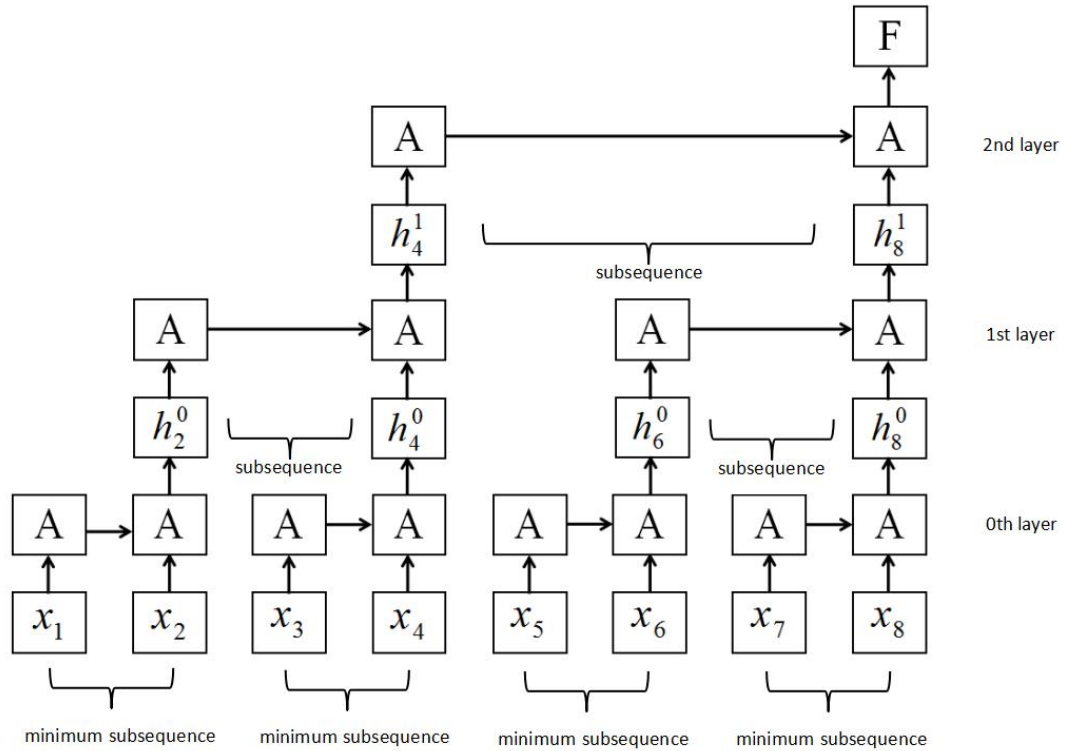 F
A A 2nd layer
h_4^1 h_8^1
subsequence
A A A A 1st layer
h_2^0 h_4^0 h_6^0 h_8^0
subsequence subsequence
A A A A A A A A 0th layer
x_1 x_2 x_3 x_4 x_5 x_6 x_7 x_8
minimum subsequence minimum subsequence minimum subsequence minimum subsequence